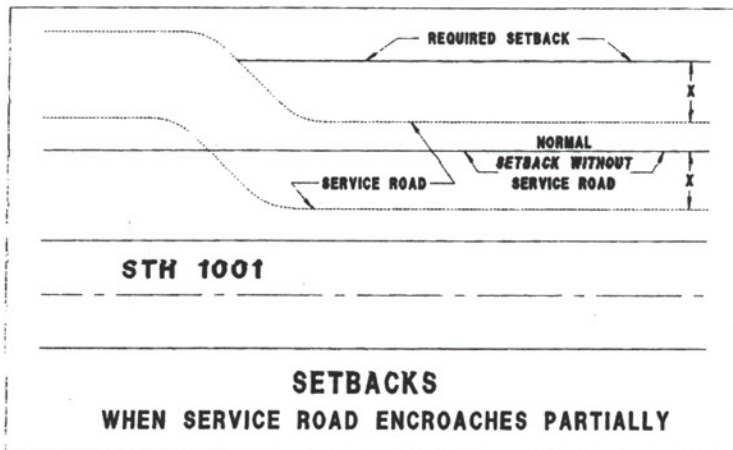 REQUIRED SETBACK
X
NORMAL
SETBACK WITHOUT
SERVICE ROAD
SERVICE ROAD
X
STH 1001
SETBACKS
WHEN SERVICE ROAD ENCROACHES PARTIALLY